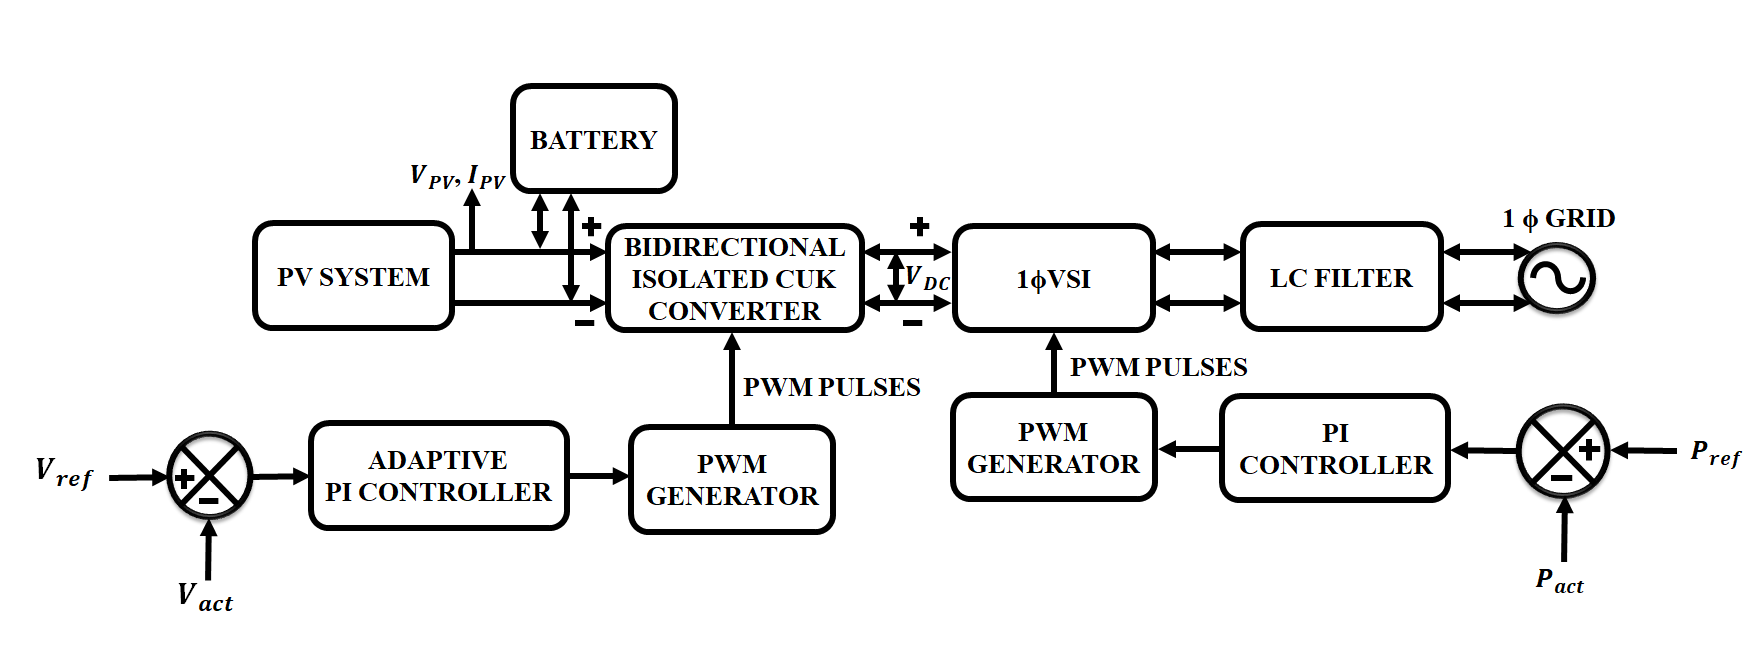 BATTERY
V_PV, I_PV
+
PV SYSTEM
BIDIRECTIONAL
ISOLATED CUK
CONVERTER
−
+
V_DC
−
1ϕVSI
LC FILTER
1 ϕ GRID
PWM PULSES
PWM PULSES
V_ref
+
−
V_act
ADAPTIVE
PI CONTROLLER
PWM
GENERATOR
PWM
GENERATOR
PI
CONTROLLER
+
−
P_ref
P_act